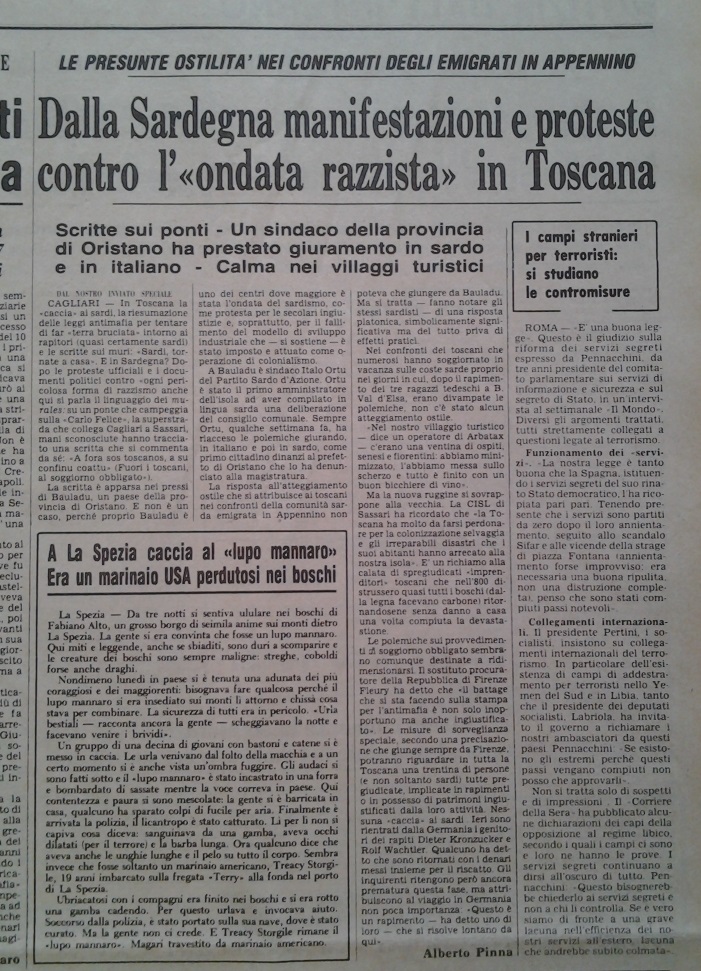 LE PRESUNTE OSTILITA' NEI CONFRONTI DEGLI EMIGRATI IN APPENNINO
Dalla Sardegna manifestazioni e proteste
contro l'«ondata razzista» in Toscana
Scritte sui ponti - Un sindaco della provincia
di Oristano ha prestato giuramento in sardo
e in italiano - Calma nei villaggi turistici
DAL NOSTRO INVIATO SPECIALE
CAGLIARI — In Toscana la
«caccia» ai sardi, la riesumazione
delle leggi antimafia per tentare
di far «terra bruciata» intorno ai
rapitori (quasi certamente sardi)
e le scritte sui muri: «Sardi, tor-
nate a casa». E in Sardegna? Do-
po le proteste ufficiali e i docu-
menti politici contro «ogni peri-
colosa forma di razzismo anche
qui si parla il linguaggio dei mu-
rales: su un ponte che campeggia
sulla «Carlo Felice», la superstra-
da che collega Cagliari a Sassari,
mani sconosciute hanno traccia-
to una scritta che si commenta
da sé: «A fora sos toscanos, a su
confinu coattu» (Fuori i toscani,
al soggiorno obbligato»).
La scritta è apparsa nei pressi
di Bauladu, un paese della pro-
vincia di Oristano. E non è un
caso, perché proprio Bauladu è
uno dei centri dove maggiore è
stata l'ondata del sardismo, co-
me protesta per le secolari ingiu-
stizie e, soprattutto, per il falli-
mento del modello di sviluppo
industriale che — si sostiene — è
stato imposto e attuato come o-
perazione di colonialismo.
A Bauladu è sindaco Italo Ortu
del Partito Sardo d'Azione. Ortu
è stato il primo amministratore
dell'isola ad aver compilato in
lingua sarda una deliberazione
del consiglio comunale. Sempre
Ortu, qualche settimana fa, ha
riacceso le polemiche giurando,
in italiano e poi in sardo, come
primo cittadino dinanzi al prefet-
to di Oristano che lo ha denun-
ciato alla magistratura.
La risposta all'atteggiamento
ostile che si attribuisce ai toscani
nei confronti della comunità sar-
da emigrata in Appennino non
poteva che giungere da Bauladu.
Ma si tratta — fanno notare gli
stessi sardisti — di una risposta
platonica, simbolicamente signi-
ficativa ma del tutto priva di
effetti pratici.
Nei confronti dei toscani che
numerosi hanno soggiornato in
vacanza sulle coste sarde proprio
nei giorni in cui, dopo il rapimen-
to dei tre ragazzi tedeschi a B.
Val d'Elsa, erano divampate le
polemiche, non c'è stato alcun
atteggiamento ostile.
«Nel nostro villaggio turistico
— dice un operatore di Arbatax
— c'erano una ventina di ospiti,
senesi e fiorentini: abbiamo mini-
mizzato, l'abbiamo messa sullo
scherzo e tutto è finito con un
buon bicchiere di vino».
Ma la nuova ruggine si sovrap-
pone alla vecchia. La CISL di
Sassari ha ricordato che «la To-
scana ha molto da farsi perdona-
re per la colonizzazione selvaggia
e gli irreparabili disastri che i
suoi abitanti hanno arrecato alla
nostra isola». E' un richiamo alla
calata di spregiudicati «impren-
ditori» toscani che nell'800 di-
strussero quasi tutti i boschi (dal-
la legna facevano carbone) ritor-
nandosene senza danno a casa
una volta compiuta la devasta-
zione.
Le polemiche sui provvedimen-
ti di soggiorno obbligato sembra-
no comunque destinate a ridi-
mensionarsi. Il sostituto procura-
tore della Repubblica di Firenze
Fleury ha detto che «il battage
che si sta facendo sulla stampa
per l'antimafia è non solo inop-
portuno ma anche ingiustifica-
to». Le misure di sorveglianza
speciale, secondo una precisazio-
ne che giunge sempre da Firenze,
potranno riguardare in tutta la
Toscana una trentina di persone
(e non soltanto sardi) tutte pre-
giudicate, implicate in rapimenti
o in possesso di patrimoni ingiu-
stificati dalla loro attività Nes-
suna «caccia» al sardi. Ieri sono
rientrati dalla Germania i genito-
ri dei rapiti Dieter Kronzucker e
Rolf Wachtler. Qualcuno ha det-
to che sono ritornati con i denari
messi insieme per il riscatto. Gli
inquirenti ritengono però ancora
prematura questa fase, ma attri-
buiscono al viaggio in Germania
non poca importanza «Questo è
un rapimento — ha detto uno di
loro — che si risolve lontano da
qui»
Alberto Pinna
A La Spezia caccia al «lupo mannaro»
Era un marinaio USA perdutosi nei boschi
La Spezia — Da tre notti si sentiva ululare nei boschi di
Fabiano Alto, un grosso borgo di seimila anime sui monti dietro
La Spezia. La gente si era convinta che fosse un lupo mannaro.
Qui miti e leggende, anche se sbiaditi, sono duri a scomparire e
le creature dei boschi sono sempre maligne: streghe, coboldi
forse anche draghi.
Nondimeno lunedì in paese si è tenuta una adunata dei più
coraggiosi e dei maggiorenti: bisognava fare qualcosa perché il
lupo mannaro si era insediato sui monti lì attorno e chissà cosa
stava per combinare. La sicurezza di tutti era in pericolo. «Urla
bestiali — racconta ancora la gente — scheggiavano la notte e
facevano venire i brividi».
Un gruppo di una decina di giovani con bastoni e catene si è
messo in caccia. Le urla venivano dal folto della macchia e a un
certo momento si è anche vista un'ombra fuggire. Gli audaci si
sono fatti sotto e il «lupo mannaro» è stato incastrato in una forra
e bombardato di sassate mentre la voce correva in paese. Qui
contentezza e paura si sono mescolate: la gente si è barricata in
casa, qualcuno ha sparato colpi di fucile per aria. Finalmente è
arrivata la polizia, il licantropo è stato catturato. Lì per lì non si
capiva cosa diceva: sanguinava da una gamba, aveva occhi
dilatati (per il terrore) e la barba lunga. Ora qualcuno dice che
aveva anche le unghie lunghe e il pelo su tutto il corpo. Sembra
invece che fosse soltanto un marinaio americano, Treacy Storgi-
le, 19 anni imbarcato sulla fregata «Terry» alla fonda nel porto
di La Spezia.
Ubriacatosi con i compagni era finito nei boschi e si era rotto
una gamba cadendo. Per questo urlava e invocava aiuto.
Soccorso dalla polizia, è stato portato sulla sua nave, dove è stato
curato. Ma la gente non ci crede. E Treacy Storgile rimane il
«lupo mannaro». Magari travestito da marinaio americano.
I campi stranieri
per terroristi:
si studiano
le contromisure
ROMA — «E' una buona leg-
ge» Questo è il giudizio sulla
riforma dei servizi segreti
espresso da Pennacchini, da
tre anni presidente del comita-
to parlamentare sui servizi di
informazione e sicurezza e sul
segreto di Stato, in un'intervi-
sta al settimanale «Il Mondo».
Diversi gli argomenti trattati,
tutti strettamente collegati a
questioni legate al terrorismo.
Funzionamento dei «servi-
zi». «La nostra legge è tanto
buona che la Spagna, istituen-
do i servizi segreti del suo rina-
to Stato democratico, l'ha rico-
piata pari pari. Tenendo pre-
sente che i servizi sono partiti
da zero dopo il loro annienta-
mento, seguito allo scandalo
Sifar e alle vicende della strage
di piazza Fontana (annienta-
mento forse improvviso: era
necessaria una buona ripulita,
non una distruzione comple-
ta), penso che sono stati com-
piuti passi notevoli».
Collegamenti internaziona-
li. Il presidente Pertini, i so-
cialisti, insistono su collega-
menti internazionali del terro-
rismo. In particolare dell'esi-
stenza di campi di addestra-
mento per terroristi nello Ye-
men del Sud e in Libia, tanto
che il presidente dei deputati
socialisti, Labriola, ha invita-
to il governo a richiamare i
nostri ambasciatori da questi
paesi Pennacchini «Se esisto-
no gli estremi perché questi
passi vengano compiuti non
posso che approvarli».
Non si tratta solo di sospetti
e di impressioni. Il «Corriere
della Sera» ha pubblicato alcu-
ne dichiarazioni dei capi della
opposizione al regime libico,
secondo i quali i campi ci sono
e loro ne hanno le prove. I
servizi segreti continuano a
dirsi all'oscuro di tutto. Pen-
nacchini «Questo bisognereb-
be chiederlo ai servizi segreti e
non a chi li controlla. Se è vero
siamo di fronte a una grave
lacuna nell'efficienza dei no-
stri servizi all'estero, lacuna
che andrebbe subito colmata».